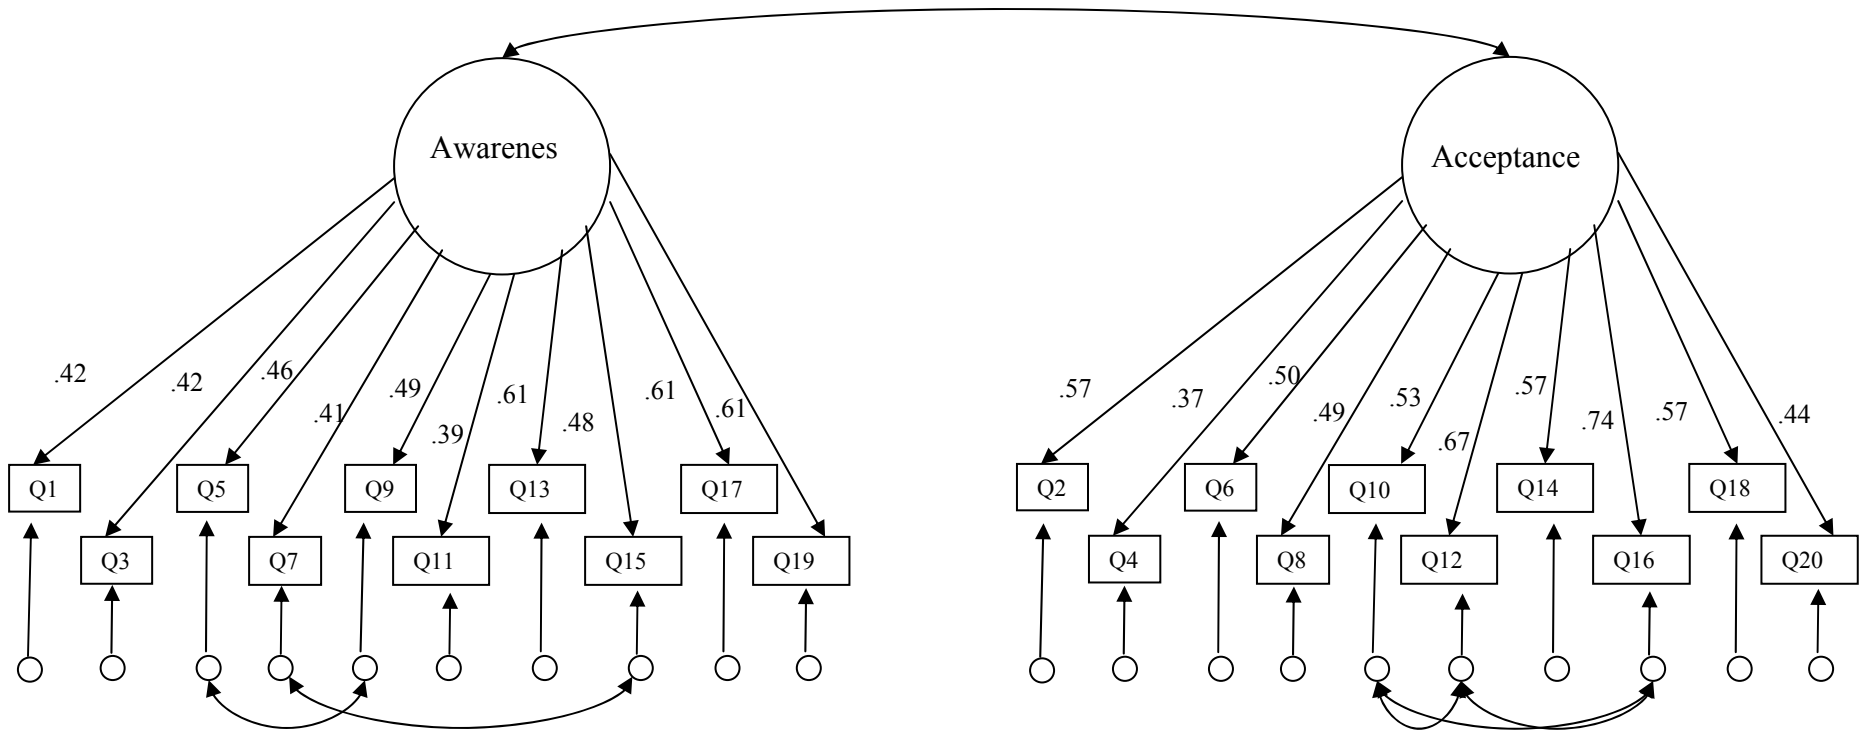 Awarenes
Acceptance
.42
.42
.46
.41
.49
.39
.61
.48
.61
.61
Q1
Q5
Q9
Q13
Q17
Q3
Q7
Q11
Q15
Q19
.57
.37
.50
.49
.53
.67
.57
.74
.57
.44
Q2
Q6
Q10
Q14
Q18
Q4
Q8
Q12
Q16
Q20